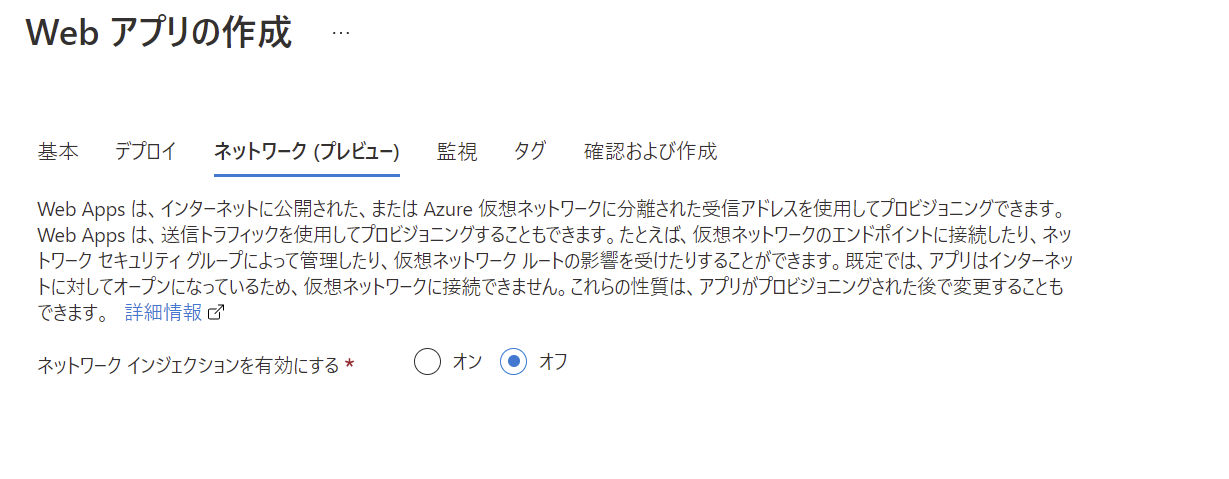 Web アプリの作成 …
基本 デプロイ ネットワーク (プレビュー) 監視 タグ 確認および作成
Web Apps は、インターネットに公開された、または Azure 仮想ネットワークに分離された受信アドレスを使用してプロビジョニングできます。
Web Apps は、送信トラフィックを使用してプロビジョニングすることもできます。たとえば、仮想ネットワークのエンドポイントに接続したり、ネッ
トワーク セキュリティ グループによって管理したり、仮想ネットワーク ルートの影響を受けたりすることができます。既定では、アプリはインターネッ
トに対してオープンになっているため、仮想ネットワークに接続できません。これらの性質は、アプリがプロビジョニングされた後で変更することも
できます。 詳細情報
ネットワーク インジェクションを有効にする * オン オフ